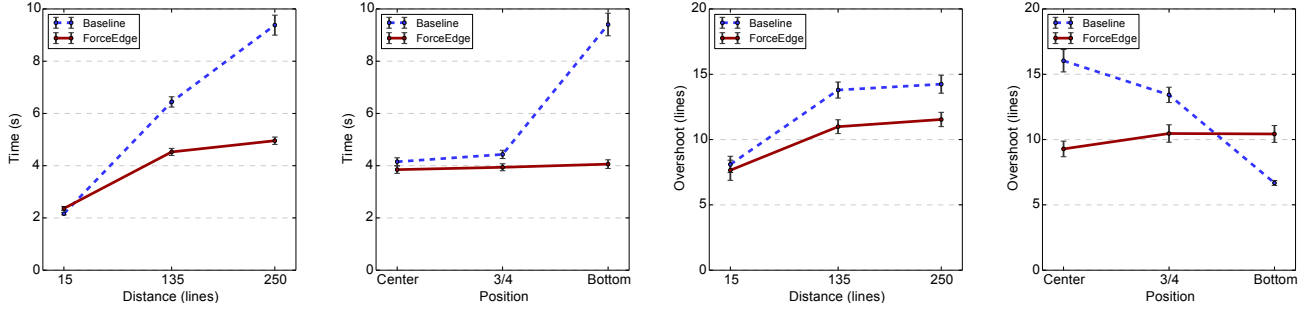 10
8
6
4
2
0
Time (s)
Baseline
ForceEdge
15
135
250
Distance (lines)
10
8
6
4
2
0
Time (s)
Baseline
ForceEdge
Center
3/4
Bottom
Position
20
15
10
5
0
Overshoot (lines)
Baseline
ForceEdge
15
135
250
Distance (lines)
20
15
10
5
0
Overshoot (lines)
Baseline
ForceEdge
Center
3/4
Bottom
Position